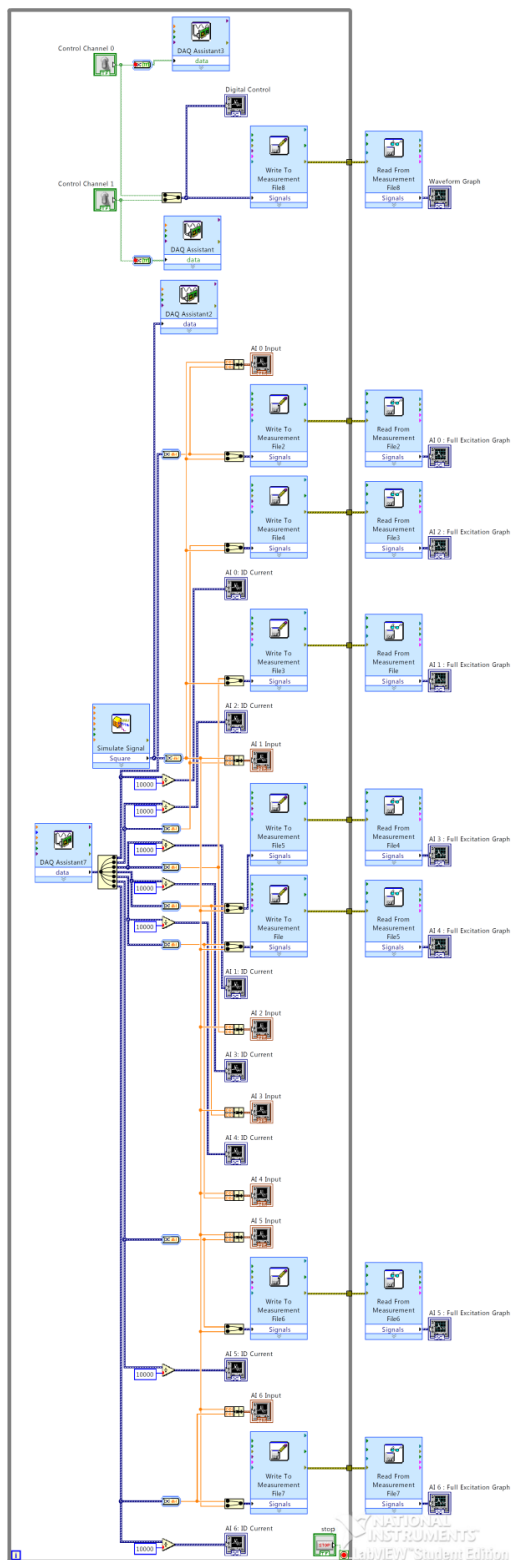 Control Channel 0
DAQ Assistant3
data
Digital Control
Write To
Measurement
File8
Signals
Read From
Measurement
File8
Signals
Waveform Graph
Control Channel 1
DAQ Assistant
data
DAQ Assistant2
data
AI 0 Input
Write To
Measurement
File2
Signals
Read From
Measurement
File2
Signals
AI 0 : Full Excitation Graph
Write To
Measurement
File4
Signals
Read From
Measurement
File3
Signals
AI 2 : Full Excitation Graph
AI 0: ID Current
Write To
Measurement
File3
Signals
Read From
Measurement
File
Signals
AI 1 : Full Excitation Graph
AI 2: ID Current
Simulate Signal
Square
AI 1 Input
10000
10000
Write To
Measurement
File5
Signals
Read From
Measurement
File4
Signals
AI 3 : Full Excitation Graph
DAQ Assistant7
data
10000
10000
10000
Write To
Measurement
File
Signals
Read From
Measurement
File5
Signals
AI 4 : Full Excitation Graph
AI 1: ID Current
AI 2 Input
AI 3: ID Current
AI 3 Input
AI 4: ID Current
AI 4 Input
AI 5 Input
Write To
Measurement
File6
Signals
Read From
Measurement
File6
Signals
AI 5 : Full Excitation Graph
AI 5: ID Current
10000
AI 6 Input
Write To
Measurement
File7
Signals
Read From
Measurement
File7
Signals
AI 6 : Full Excitation Graph
AI 6: ID Current
10000
stop
STOP
i
NATIONAL
INSTRUMENTS
LabVIEW™ Student Edition